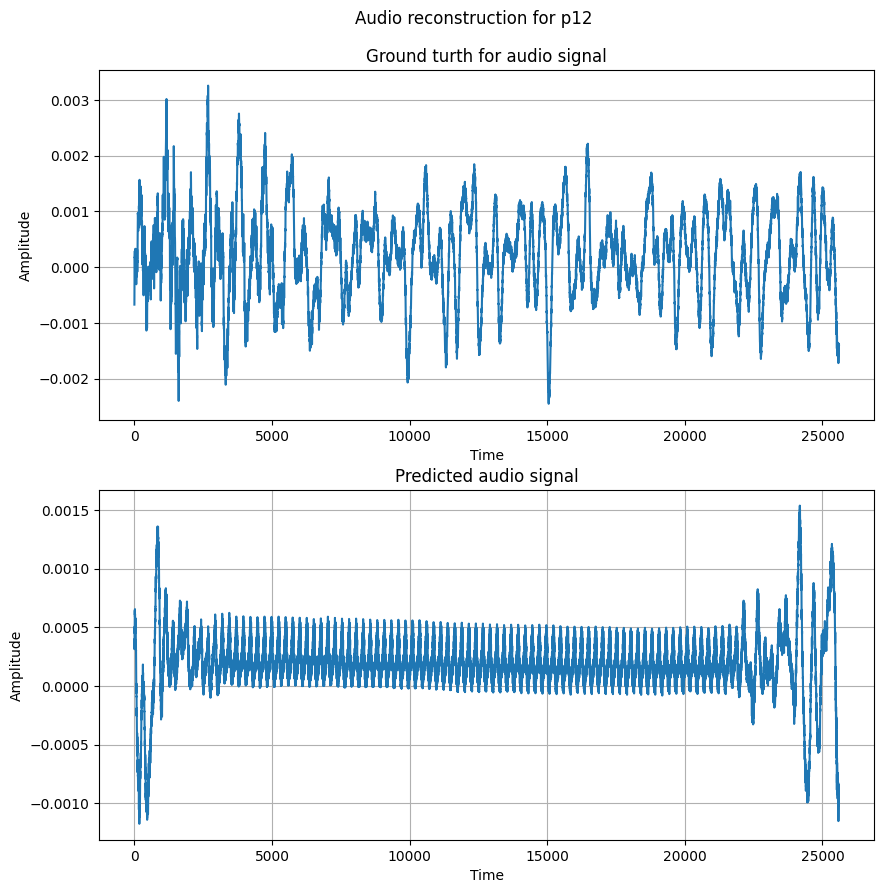 Audio reconstruction for p12
Ground turth for audio signal
0.003
0.002
0.001
0.000
−0.001
−0.002
Amplitude
0 5000 10000 15000 20000 25000
Time
Predicted audio signal
0.0015
0.0010
0.0005
0.0000
−0.0005
−0.0010
Amplitude
0 5000 10000 15000 20000 25000
Time